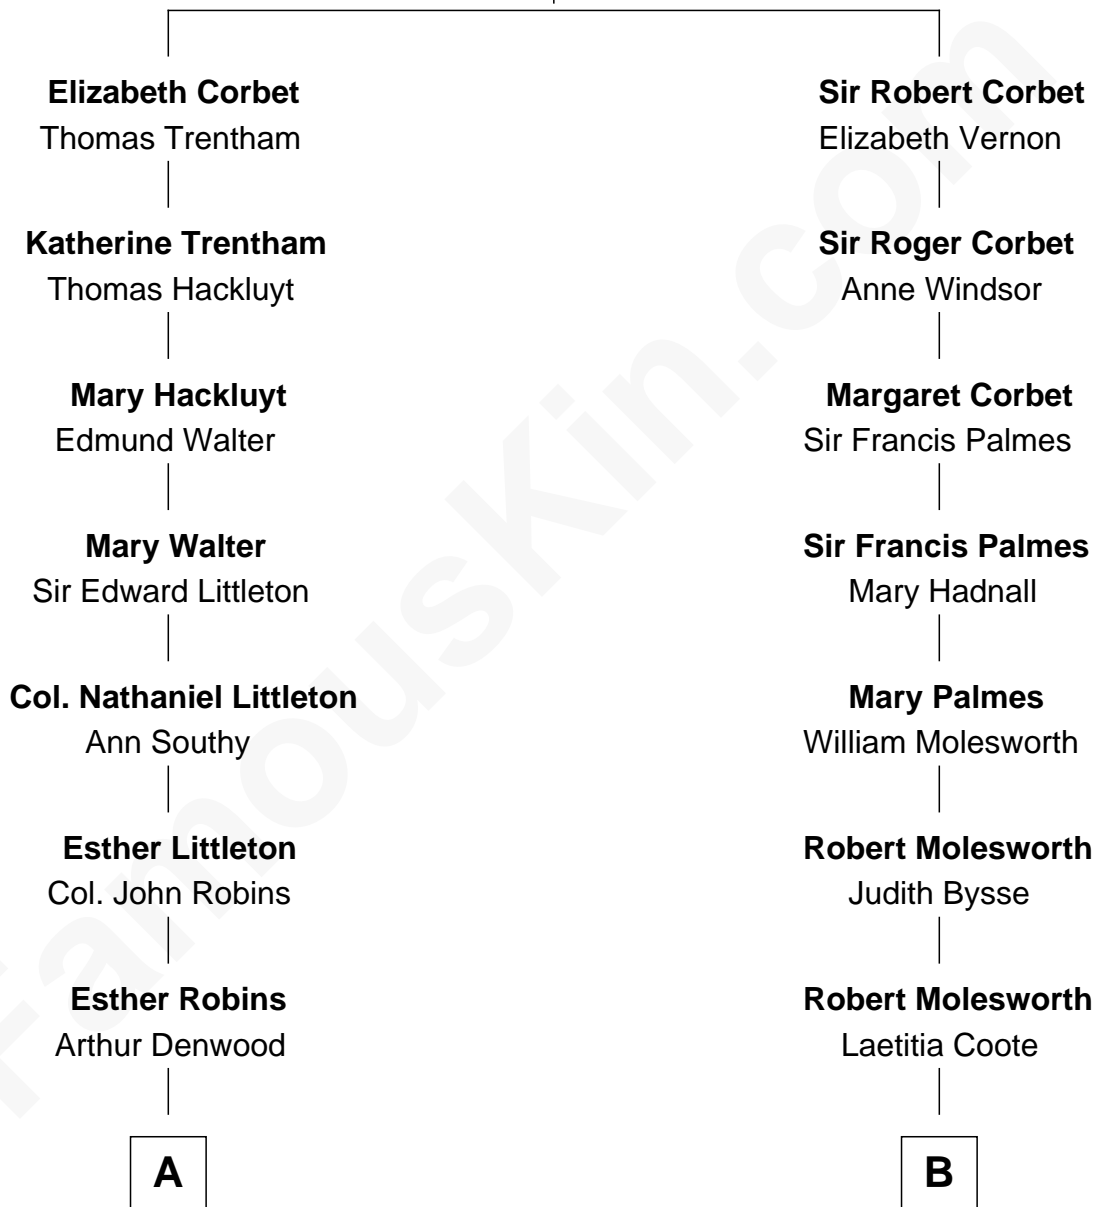 Elizabeth Corbet
Thomas Trentham
Katherine Trentham
Thomas Hackluyt
Mary Hackluyt
Edmund Walter
Mary Walter
Sir Edward Littleton
Col. Nathaniel Littleton
Ann Southy
Esther Littleton
Col. John Robins
Esther Robins
Arthur Denwood
A
Sir Robert Corbet
Elizabeth Vernon
Sir Roger Corbet
Anne Windsor
Margaret Corbet
Sir Francis Palmes
Sir Francis Palmes
Mary Hadnall
Mary Palmes
William Molesworth
Robert Molesworth
Judith Bysse
Robert Molesworth
Laetitia Coote
B
FamousKin.com